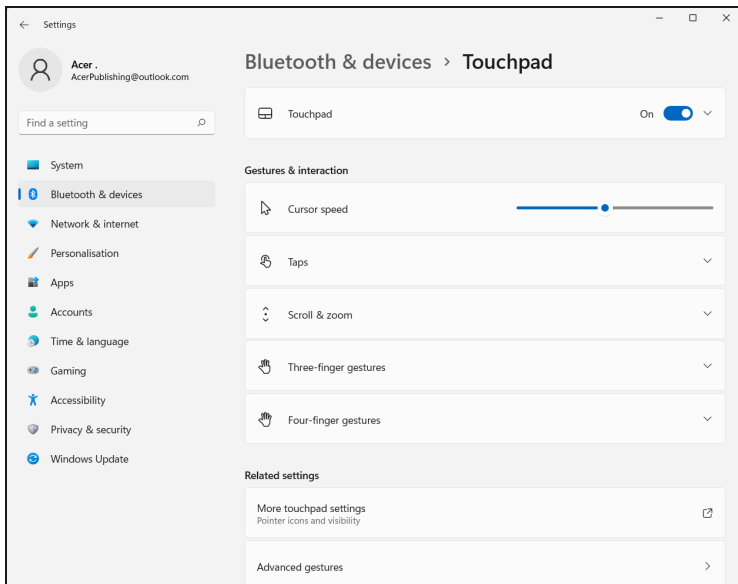 Settings
Acer .
AcerPublishing@outlook.com
Find a setting
System
Bluetooth & devices
Network & internet
Personalisation
Apps
Accounts
Time & language
Gaming
Accessibility
Privacy & security
Windows Update
Bluetooth & devices > Touchpad
Touchpad
On
Gestures & interaction
Cursor speed
Taps
Scroll & zoom
Three-finger gestures
Four-finger gestures
Related settings
More touchpad settings
Pointer icons and visibility
Advanced gestures